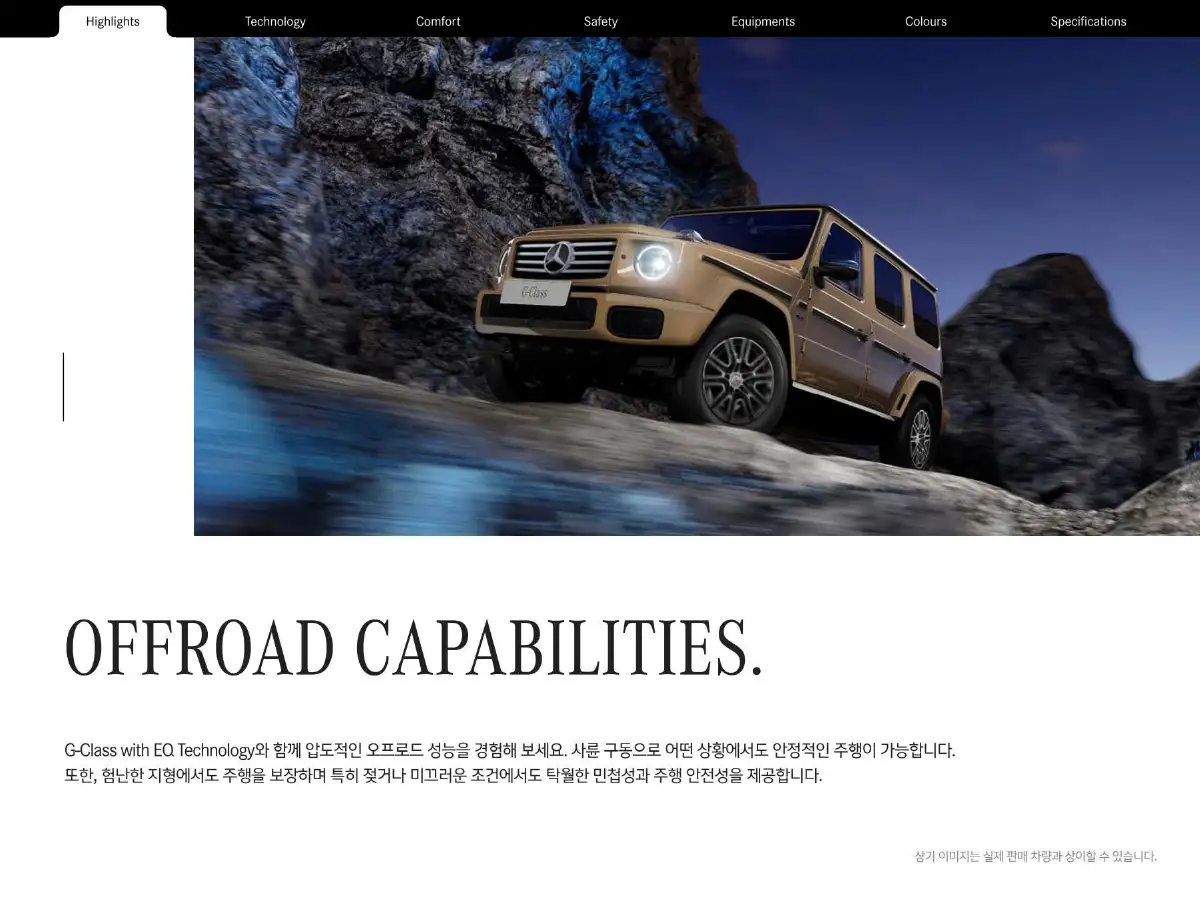 Highlights
Technology
Comfort
Safety
Equipments
Colours
Specifications
G-Class
OFFROAD CAPABILITIES.
G-Class with EQ Technology와 함께 압도적인 오프로드 성능을 경험해 보세요. 사륜 구동으로 어떤 상황에서도 안정적인 주행이 가능합니다.
또한, 험난한 지형에서도 주행을 보장하며 특히 젖거나 미끄러운 조건에서도 탁월한 민첩성과 주행 안전성을 제공합니다.
상기 이미지는 실제 판매 차량과 상이할 수 있습니다.